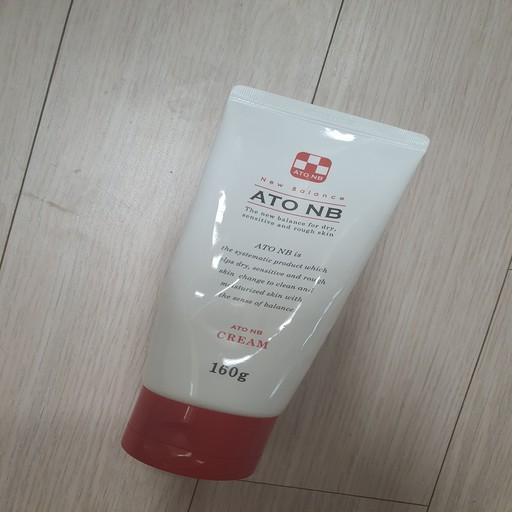 ATO NB
New Balance
ATO NB
The new balance for dry,
sensitive and rough skin
ATO NB is
the systematic product which
lps dry, sensitive and rough
skin change to clean and
moisturized skin with
the sense of balance
ATO NB
CREAM
160g